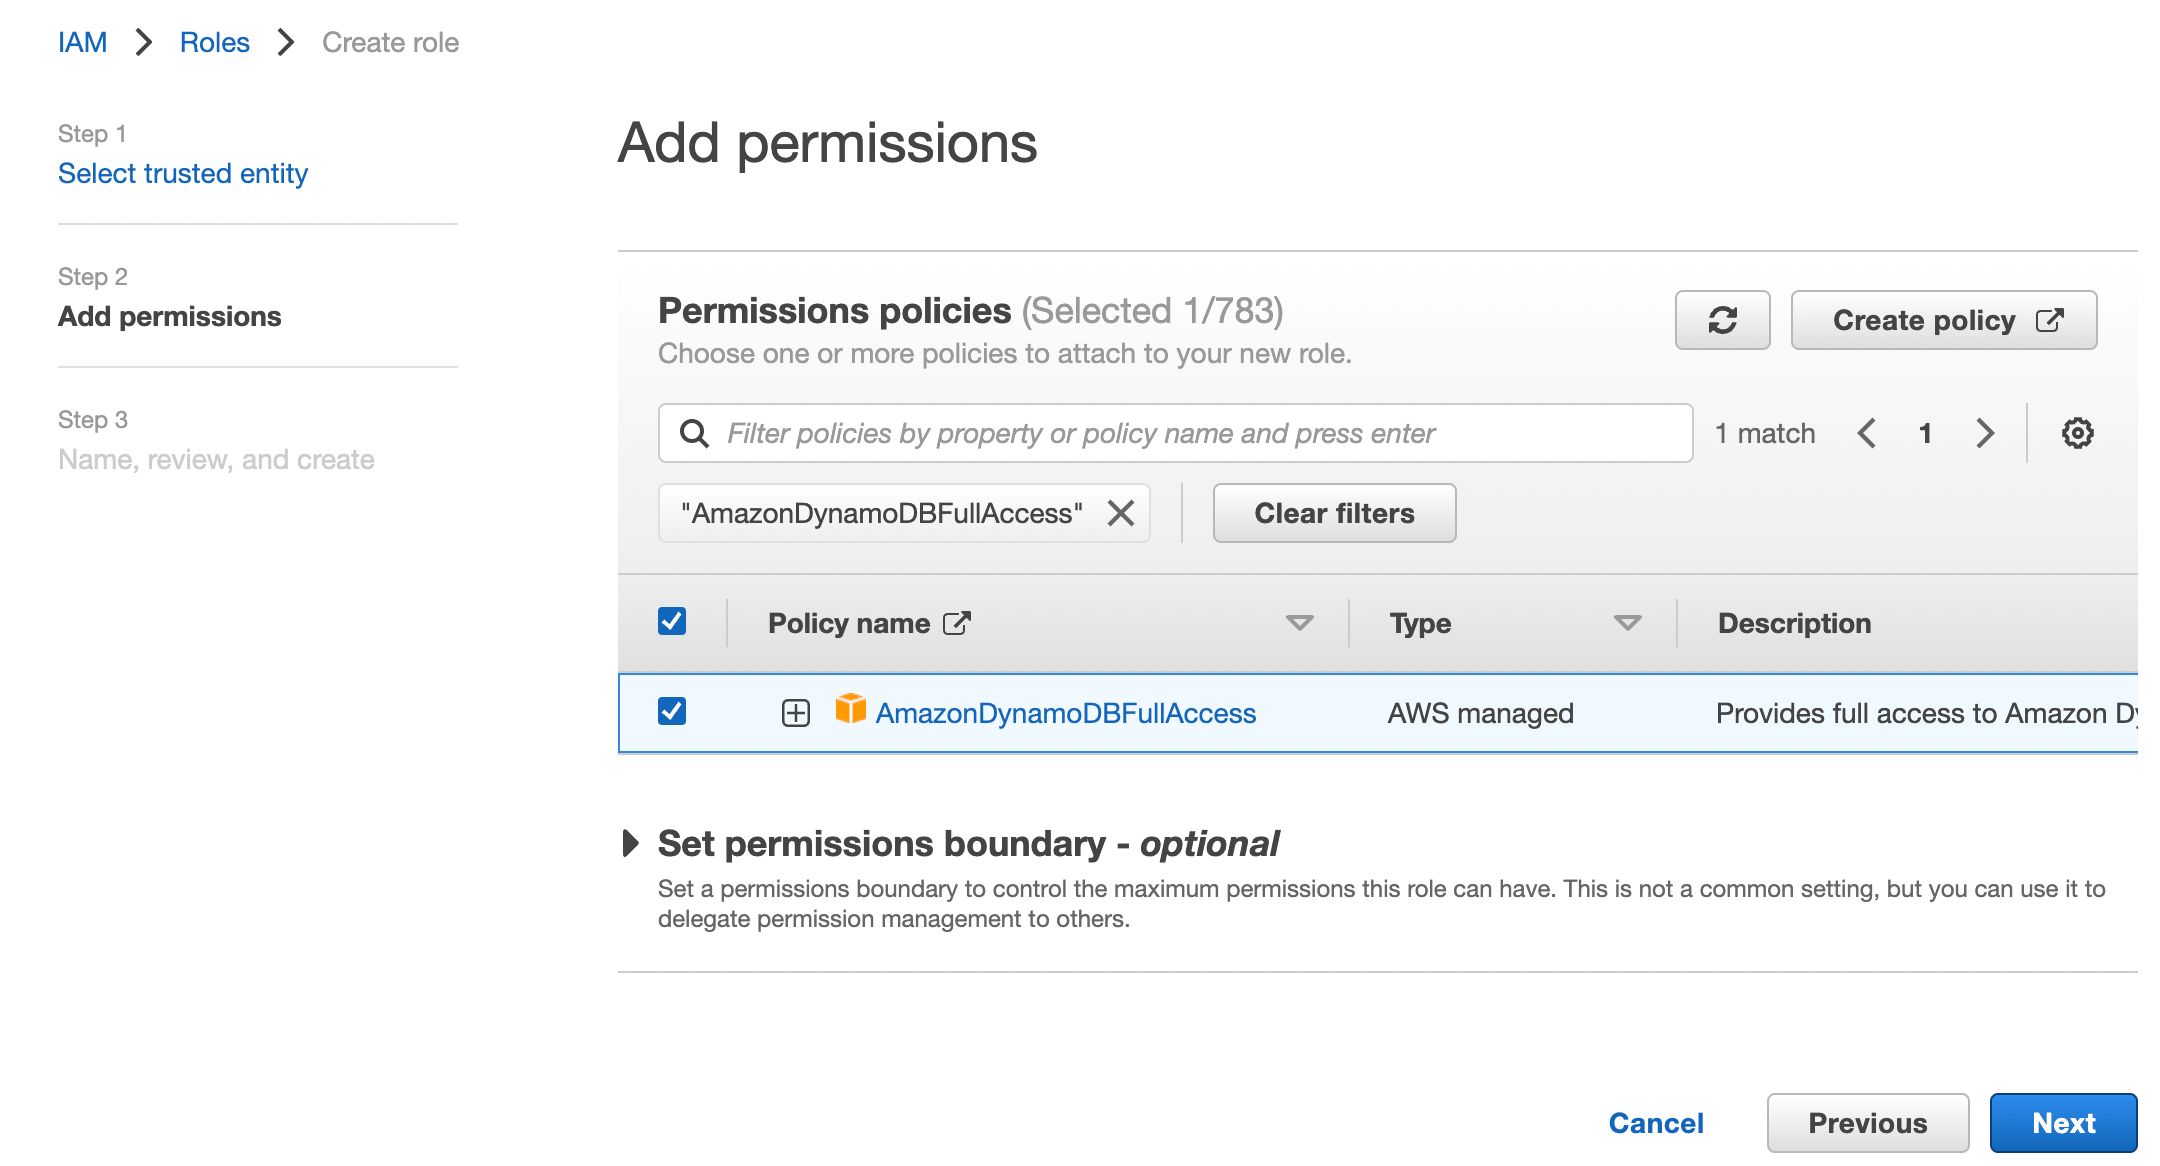 IAM > Roles > Create role
Step 1
Select trusted entity
Step 2
Add permissions
Step 3
Name, review, and create
Add permissions
Permissions policies (Selected 1/783)
Choose one or more policies to attach to your new role.
Create policy
Filter policies by property or policy name and press enter
1 match
1
"AmazonDynamoDBFullAccess"
Clear filters
Policy name Type Description
AmazonDynamoDBFullAccess AWS managed Provides full access to Amazon
Set permissions boundary - optional
Set a permissions boundary to control the maximum permissions this role can have. This is not a common setting, but you can use it to
delegate permission management to others.
Cancel Previous Next